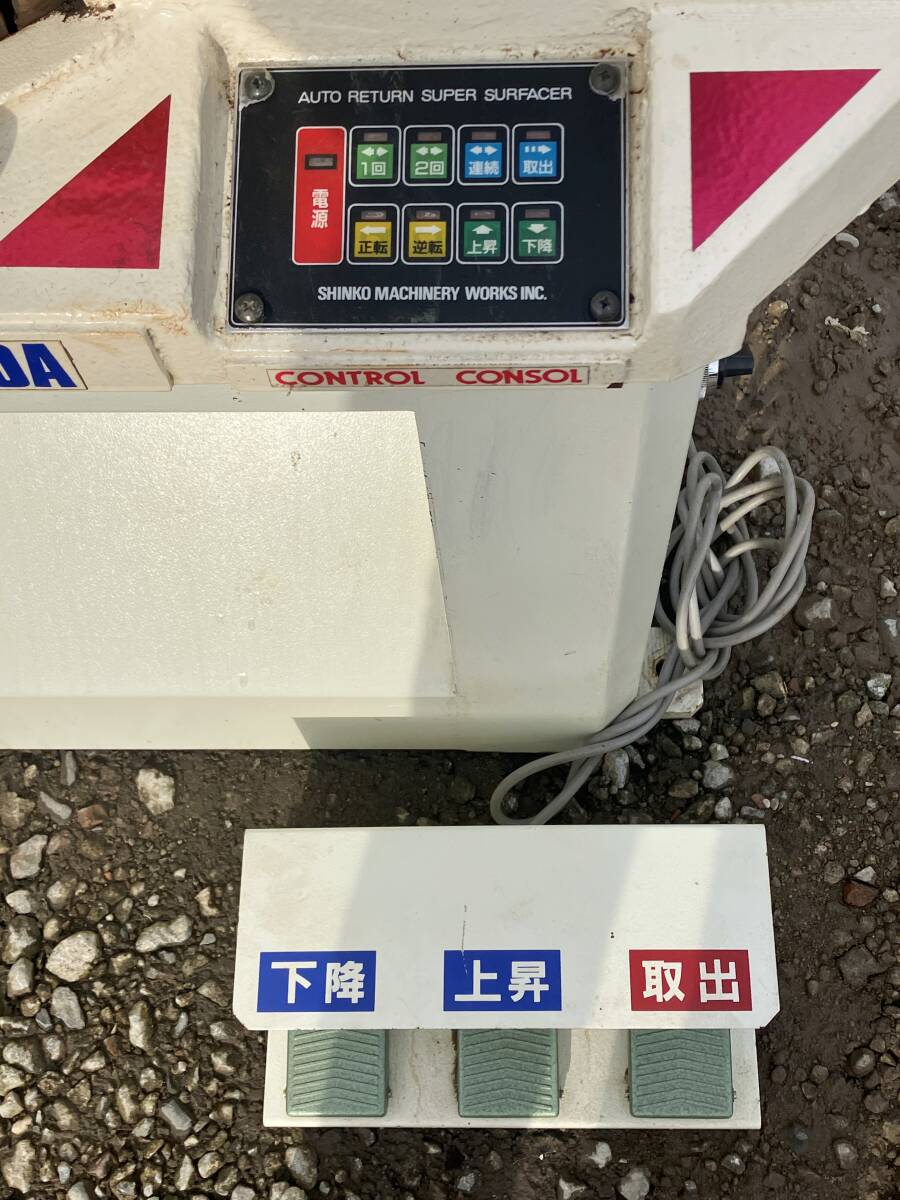 AUTO RETURN SUPER SURFACER
電源
1回 2回 連続 取出
正転 逆転 上昇 下降
SHINKO MACHINERY WORKS INC.
DA
CONTROL CONSOL
下降 上昇 取出